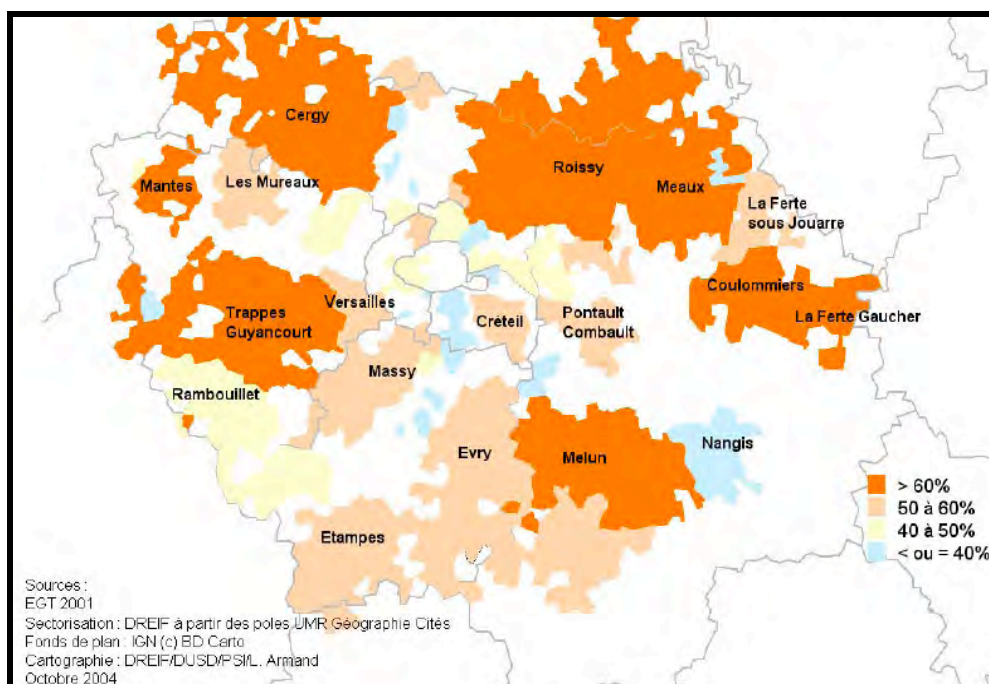 Cergy
Roissy
Meaux
Mantes
Les Mureaux
La Ferte
sous Jouarre
Coulommiers
La Ferte Gaucher
Versailles
Trappes
Guyancourt
Créteil
Pontault
Combault
Massy
Rambouillet
Evry
Melun
Nangis
Etampes
> 60%
50 à 60%
40 à 50%
< ou = 40%
Sources :
EGT 2001
Sectorisation : DREIF à partir des poles UMR Géographie Cités
Fonds de plan : IGN (c) BD Carto
Cartographie : DREIF/DUSD/PSI/L. Armand
Octobre 2004